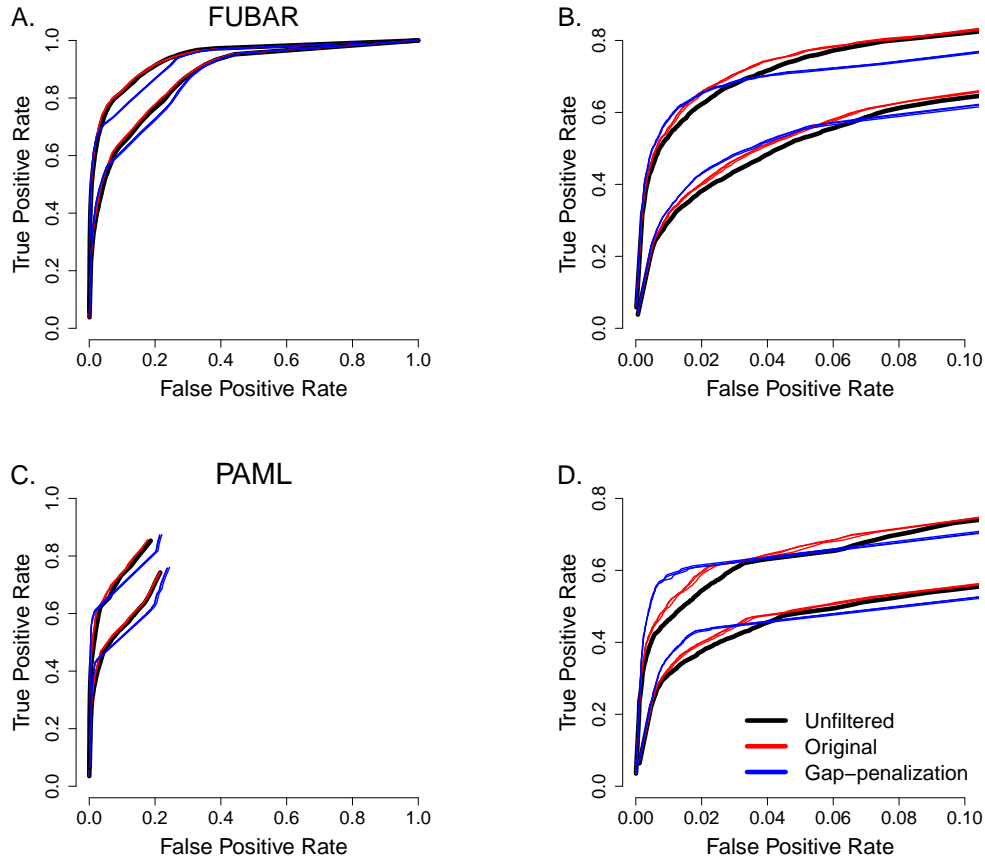 A.
FUBAR
True Positive Rate
0.0 0.2 0.4 0.6 0.8 1.0
0.0 0.2 0.4 0.6 0.8 1.0
False Positive Rate
B.
True Positive Rate
0.0 0.2 0.4 0.6 0.8
0.00 0.02 0.04 0.06 0.08 0.10
False Positive Rate
C.
PAML
True Positive Rate
0.0 0.2 0.4 0.6 0.8 1.0
0.0 0.2 0.4 0.6 0.8 1.0
False Positive Rate
D.
True Positive Rate
0.0 0.2 0.4 0.6 0.8
Unfiltered
Original
Gap−penalization
0.00 0.02 0.04 0.06 0.08 0.10
False Positive Rate